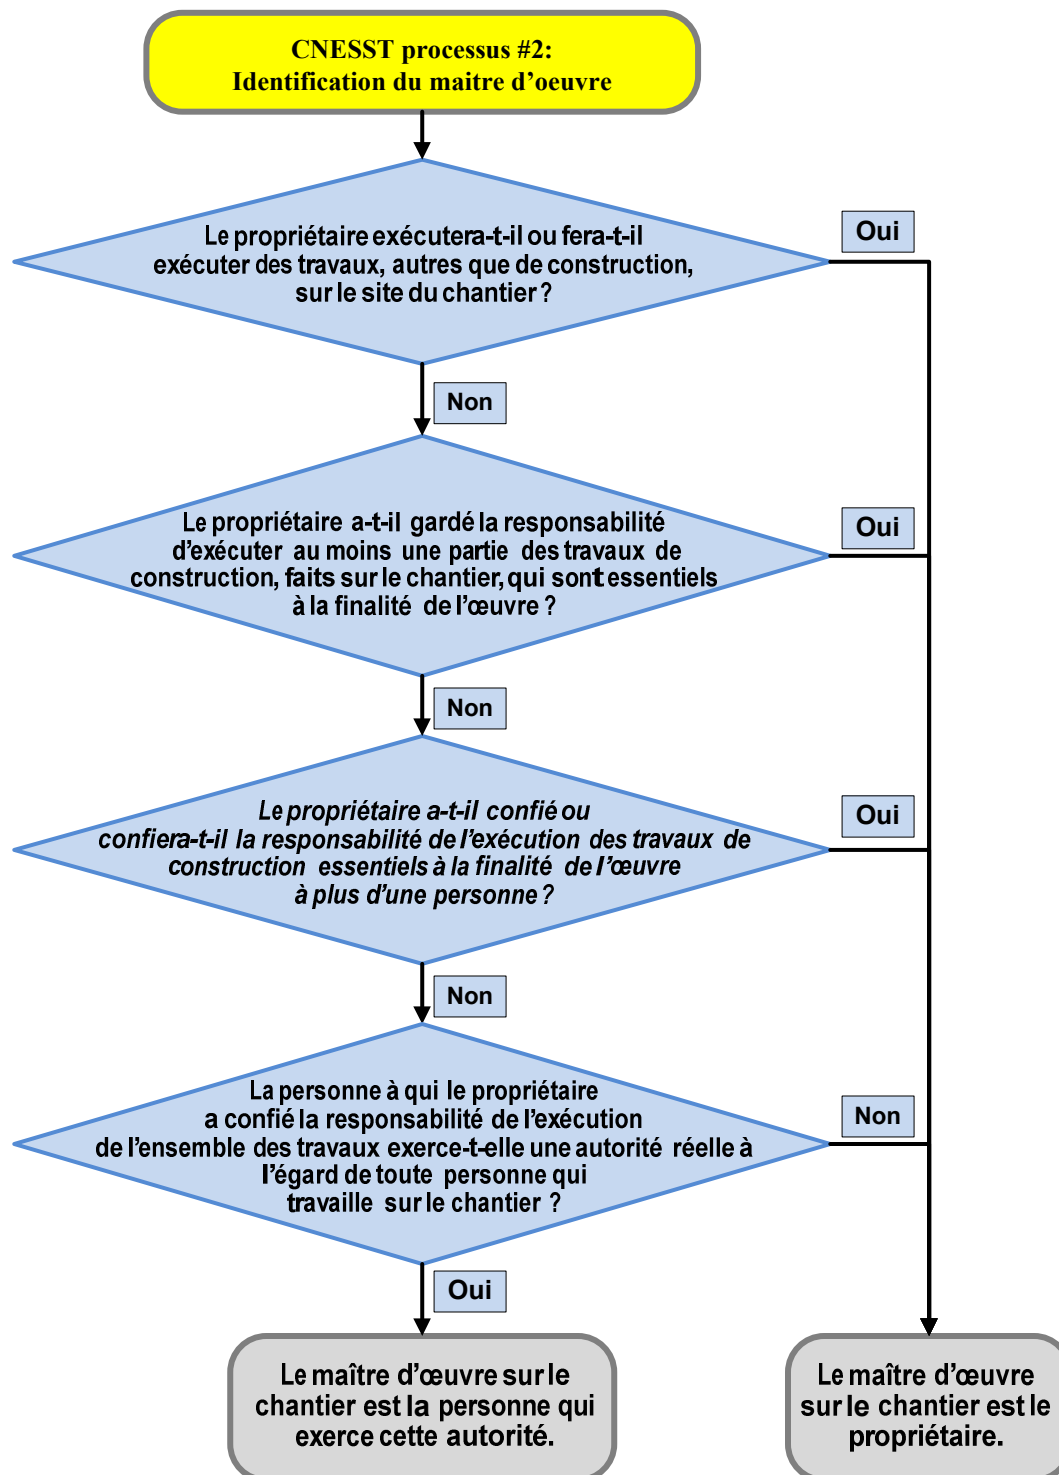 CNESST processus #2:
Identification du maitre d'oeuvre
Le propriétaire exécutera-t-il ou fera-t-il
exécuter des travaux, autres que de construction,
sur le site du chantier ?
Oui
Non
Le propriétaire a-t-il gardé la responsabilité
d'exécuter au moins une partie des travaux de
construction, faits sur le chantier, qui sont essentiels
à la finalité de l'œuvre ?
Oui
Non
Le propriétaire a-t-il confié ou
confiera-t-il la responsabilité de l'exécution des travaux de
construction essentiels à la finalité de l'œuvre
à plus d'une personne ?
Oui
Non
La personne à qui le propriétaire
a confié la responsabilité de l'exécution
de l'ensemble des travaux exerce-t-elle une autorité réelle à
l'égard de toute personne qui
travaille sur le chantier ?
Non
Oui
Le maître d'œuvre sur le
chantier est la personne qui
exerce cette autorité.
Le maître d'œuvre
sur le chantier est le
propriétaire.